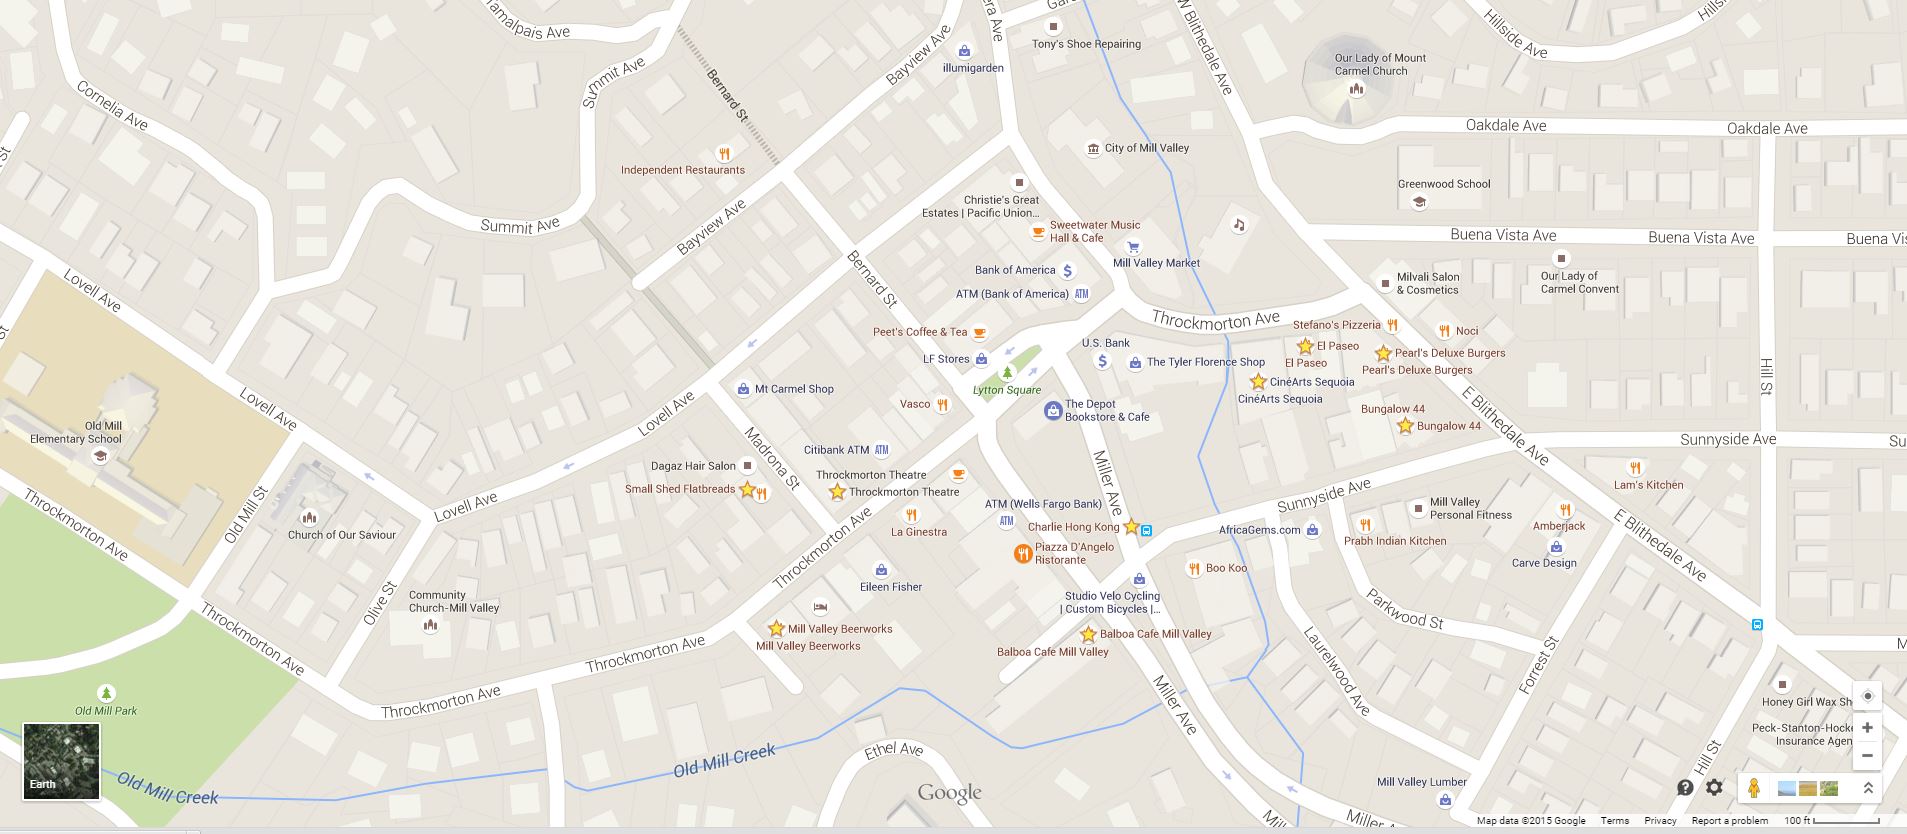 Tamalpais Ave
Summit Ave
Bernard St
Bayview Ave
era Ave
Tony's Shoe Repairing
illumigarden
W Blithedale Ave
Hillside Ave
Our Lady of Mount
Carmel Church
Cornelia Ave
Oakdale Ave
Oakdale Ave
City of Mill Valley
Independent Restaurants
Greenwood School
Christie's Great
Estates | Pacific Union...
Summit Ave
Bayview Ave
Sweetwater Music
Hall & Cafe
Buena Vista Ave
Buena Vista Ave
Buena Vis
Mill Valley Market
Bernard St
Bank of America
ATM (Bank of America)
ATM
Milvali Salon
& Cosmetics
Our Lady of
Carmel Convent
Lovell Ave
Throckmorton Ave
Peet's Coffee & Tea
Stefano's Pizzeria
Noci
LF Stores
U.S. Bank
The Tyler Florence Shop
El Paseo
El Paseo
Pearl's Deluxe Burgers
Pearl's Deluxe Burgers
Hill St
Mt Carmel Shop
Lytton Square
CinéArts Sequoia
CinéArts Sequoia
Lovell Ave
Lovell Ave
Vasco
The Depot
Bookstore & Cafe
Bungalow 44
Bungalow 44
E Blithedale Ave
Old Mill
Elementary School
Citibank ATM
ATM
Madrona St
Sunnyside Ave
Su
Dagaz Hair Salon
Small Shed Flatbreads
Throckmorton Theatre
Throckmorton Theatre
Miller Ave
Sunnyside Ave
Lam's Kitchen
Throckmorton Ave
Old Mill St
Lovell Ave
ATM (Wells Fargo Bank)
ATM
Mill Valley
Personal Fitness
Church of Our Saviour
La Ginestra
Charlie Hong Kong
AfricaGems.com
Prabh Indian Kitchen
Amberjack
E Blithedale Ave
Throckmorton Ave
Piazza D'Angelo
Ristorante
Carve Design
Boo Koo
Eileen Fisher
Community
Church-Mill Valley
Olive St
Studio Velo Cycling
| Custom Bicycles |...
Parkwood St
Throckmorton Ave
Mill Valley Beerworks
Mill Valley Beerworks
Balboa Cafe Mill Valley
Balboa Cafe Mill Valley
Laurelwood Ave
Forrest St
M
Throckmorton Ave
Throckmorton Ave
Old Mill Park
Miller Ave
Honey Girl Wax Sh
Peck-Stanton-Hocke
Insurance Agen
Hill St
Ethel Ave
Old Mill Creek
Old Mill Creek
Earth
Google
Mill Valley Lumber
Mill
Miller A
Map data ©2015 Google
Terms
Privacy
Report a problem
100 ft